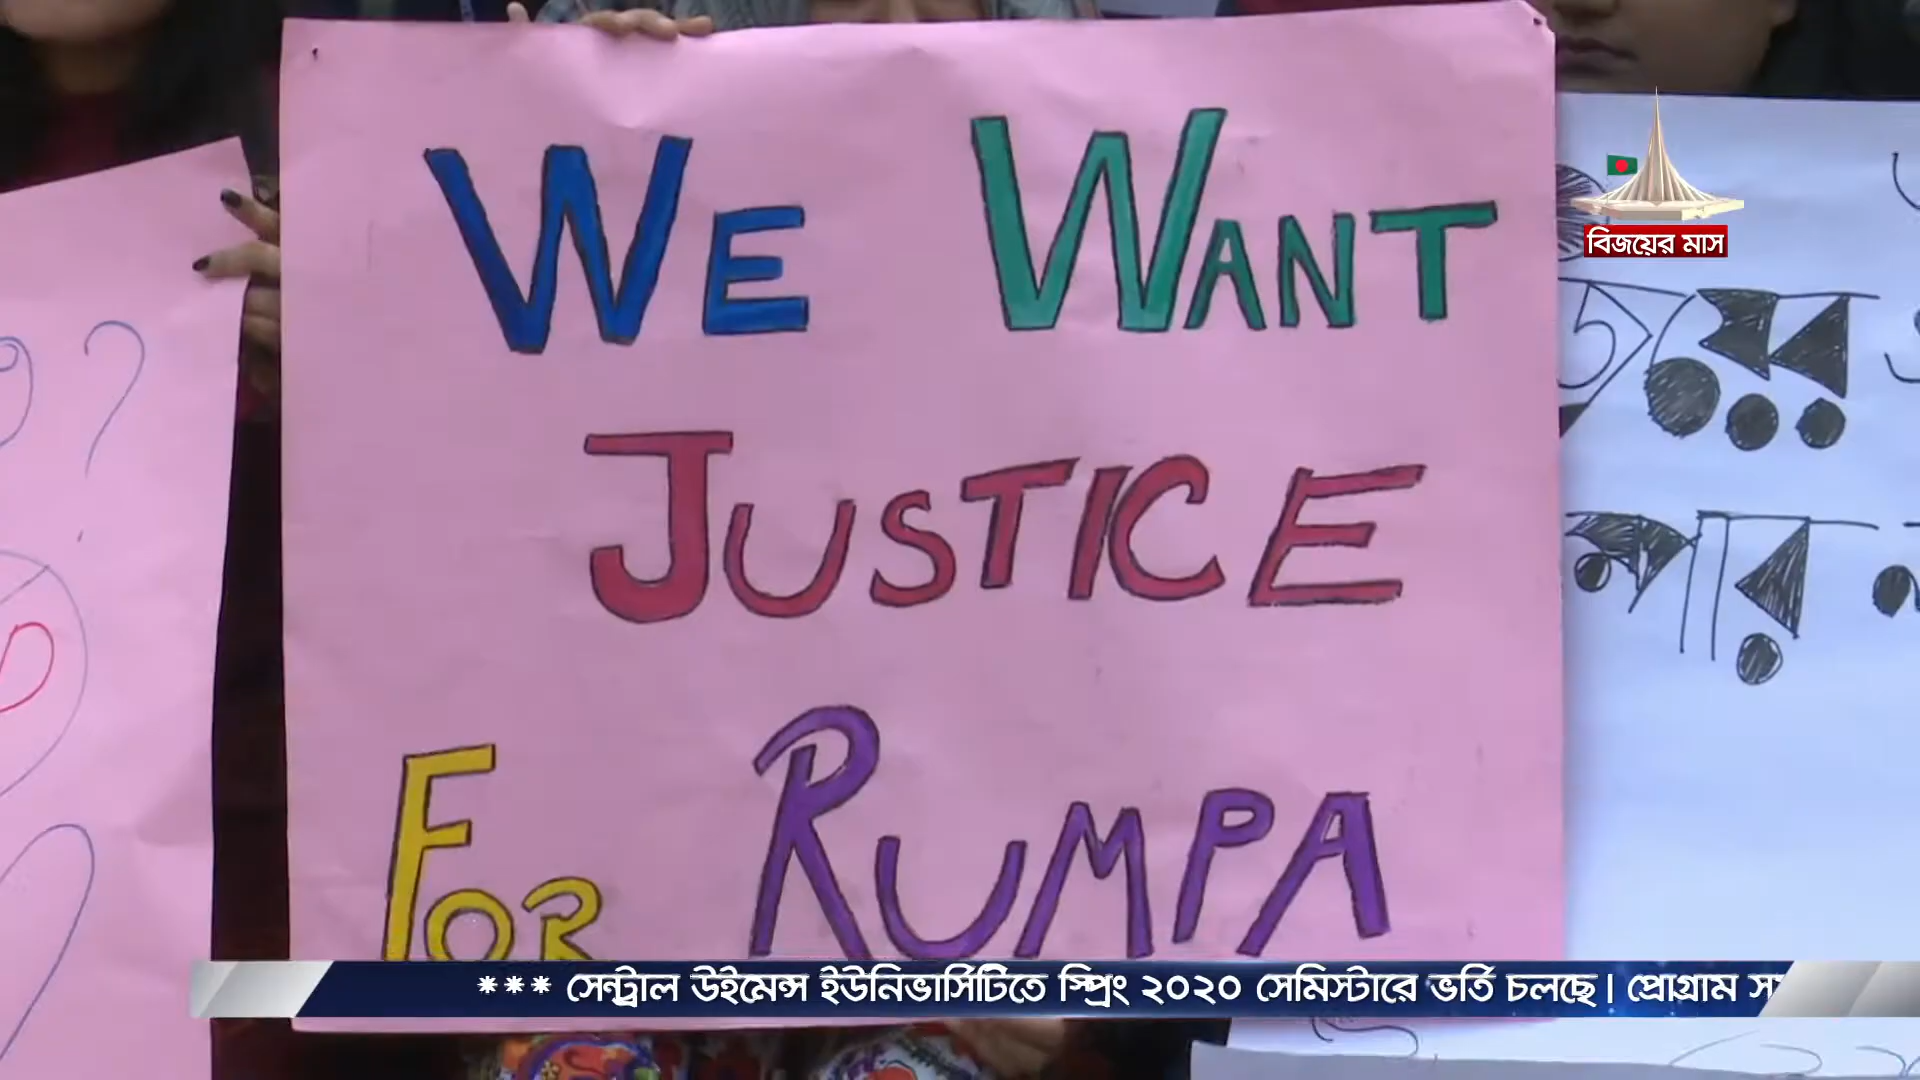 WE WANT
JUSTICE
FOR RUMPA
বিজয়ের মাস
*** সেন্ট্রাল উইমেন্স ইউনিভার্সিটিতে স্প্রিং ২০২০ সেমিস্টারে ভর্তি চলছে। প্রোগ্রাম